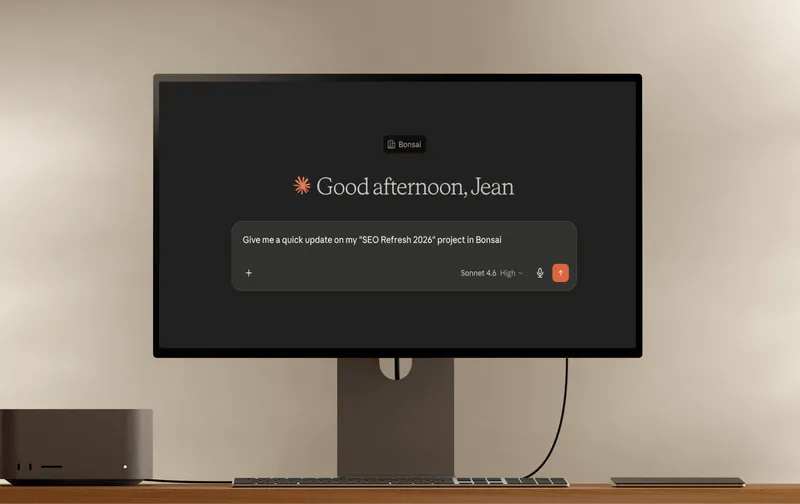 Bonsai
Good afternoon, Jean
Give me a quick update on my "SEO Refresh 2026" project in Bonsai
Sonnet 4.6 High